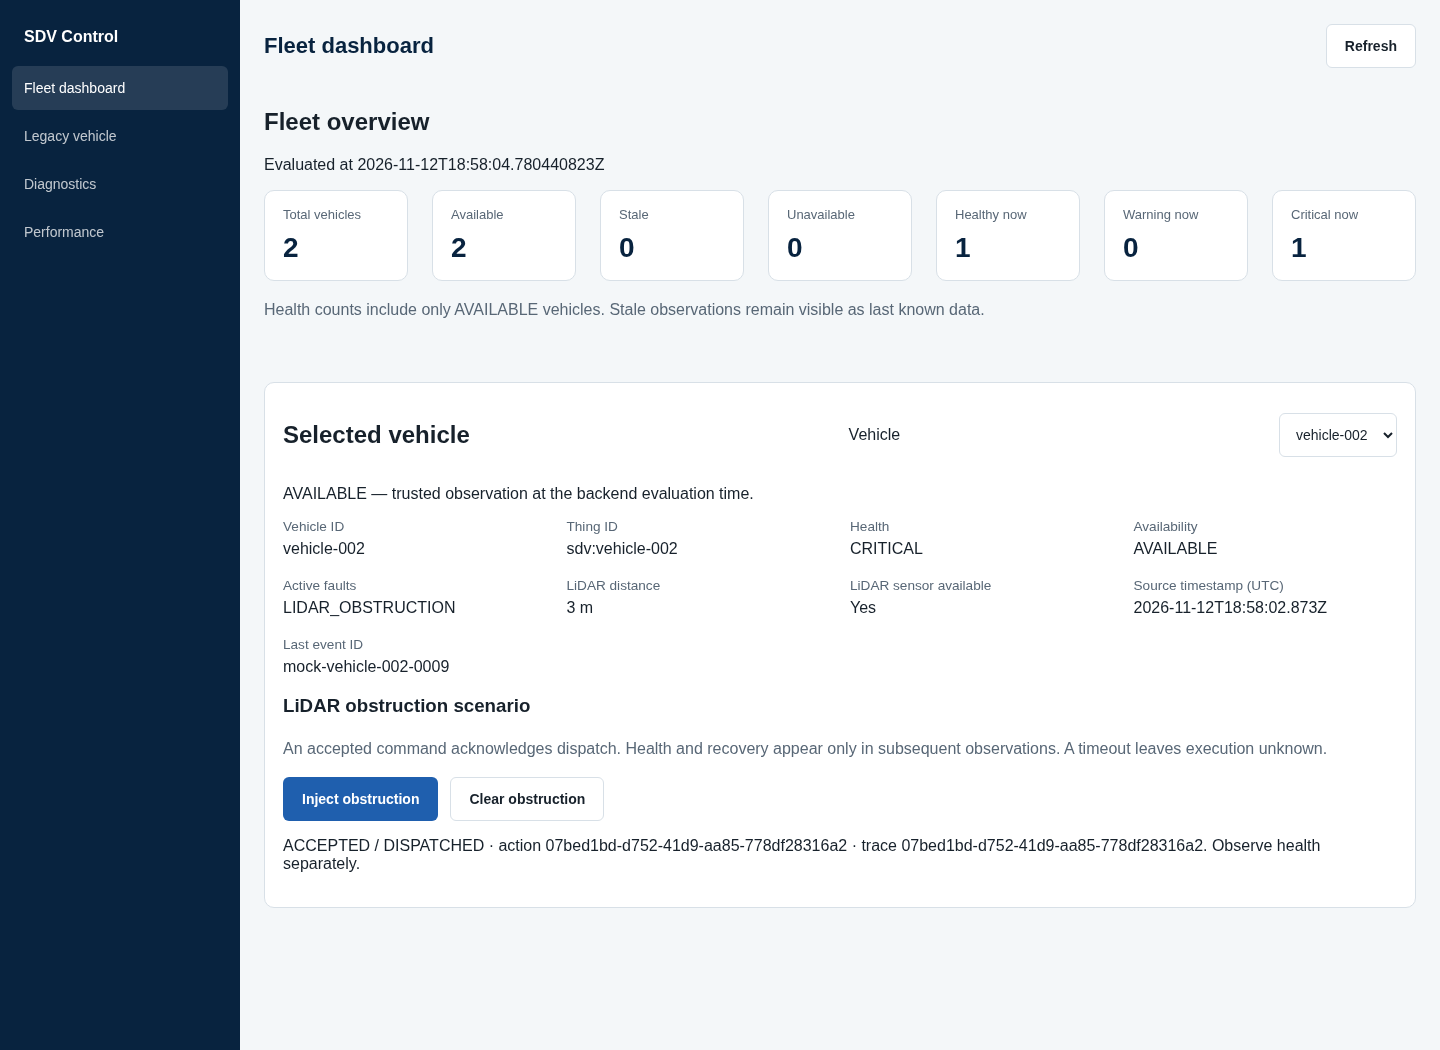 SDV Control
Fleet dashboard
Legacy vehicle
Diagnostics
Performance
Fleet dashboard
Refresh
Fleet overview
Evaluated at 2026-11-12T18:58:04.780440823Z
Total vehicles
2
Available
2
Stale
0
Unavailable
0
Healthy now
1
Warning now
0
Critical now
1
Health counts include only AVAILABLE vehicles. Stale observations remain visible as last known data.
Selected vehicle
Vehicle
vehicle-002
AVAILABLE — trusted observation at the backend evaluation time.
Vehicle ID
vehicle-002
Thing ID
sdv:vehicle-002
Health
CRITICAL
Availability
AVAILABLE
Active faults
LIDAR_OBSTRUCTION
LiDAR distance
3 m
LiDAR sensor available
Yes
Source timestamp (UTC)
2026-11-12T18:58:02.873Z
Last event ID
mock-vehicle-002-0009
LiDAR obstruction scenario
An accepted command acknowledges dispatch. Health and recovery appear only in subsequent observations. A timeout leaves execution unknown.
Inject obstruction
Clear obstruction
ACCEPTED / DISPATCHED · action 07bed1bd-d752-41d9-aa85-778df28316a2 · trace 07bed1bd-d752-41d9-aa85-778df28316a2. Observe health
separately.